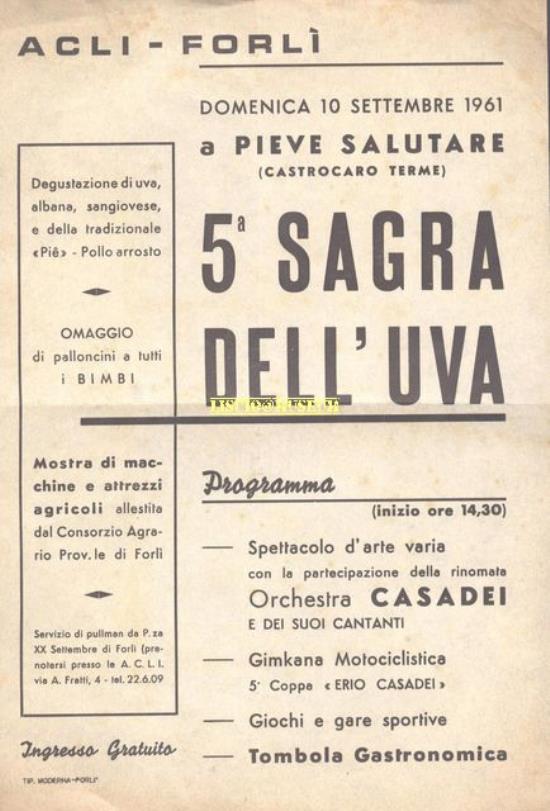 ACLI - FORLÌ
DOMENICA 10 SETTEMBRE 1961
a PIEVE SALUTARE
(CASTROCARO TERME)
5ª SAGRA
DELL'UVA
Degustazione di uva,
albana, sangiovese,
e della tradizionale
«Piê» - Pollo arrosto
OMAGGIO
di palloncini a tutti
i BIMBI
Mostra di mac-
chine e attrezzi
agricoli allestita
dal Consorzio Agra-
rio Prov.le di Forlì
Servizio di pullman da P.za
XX Settembre di Forlì (pre-
notarsi presso le A.C.L.I.
via A. Fratti, 4 - tel. 22.6.09
Ingresso Gratuito
TIP. MODERNA-FORLI'
Programma
(inizio ore 14,30)
— Spettacolo d'arte varia
con la partecipazione della rinomata
Orchestra CASADEI
E DEI SUOI CANTANTI
— Gimkana Motociclistica
5ª Coppa «ERIO CASADEI»
— Giochi e gare sportive
— Tombola Gastronomica